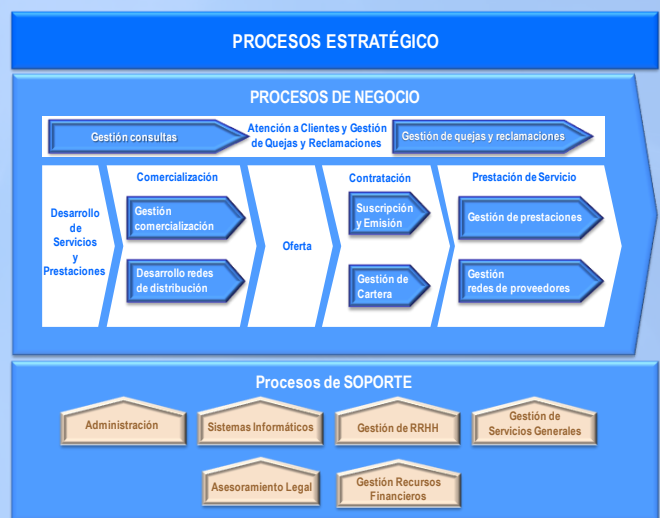 PROCESOS ESTRATÉGICO
PROCESOS DE NEGOCIO
Gestión consultas
Atención a Clientes y Gestión
de Quejas y Reclamaciones
Gestión de quejas y reclamaciones
Desarrollo
de
Servicios
y
Prestaciones
Comercialización
Gestión
comercialización
Desarrollo redes
de distribución
Oferta
Contratación
Suscripción
y Emisión
Gestión de
Cartera
Prestación de Servicio
Gestión de prestaciones
Gestión
redes de proveedores
Procesos de SOPORTE
Administración
Sistemas Informáticos
Gestión de RRHH
Gestión de
Servicios Generales
Asesoramiento Legal
Gestión Recursos
Financieros